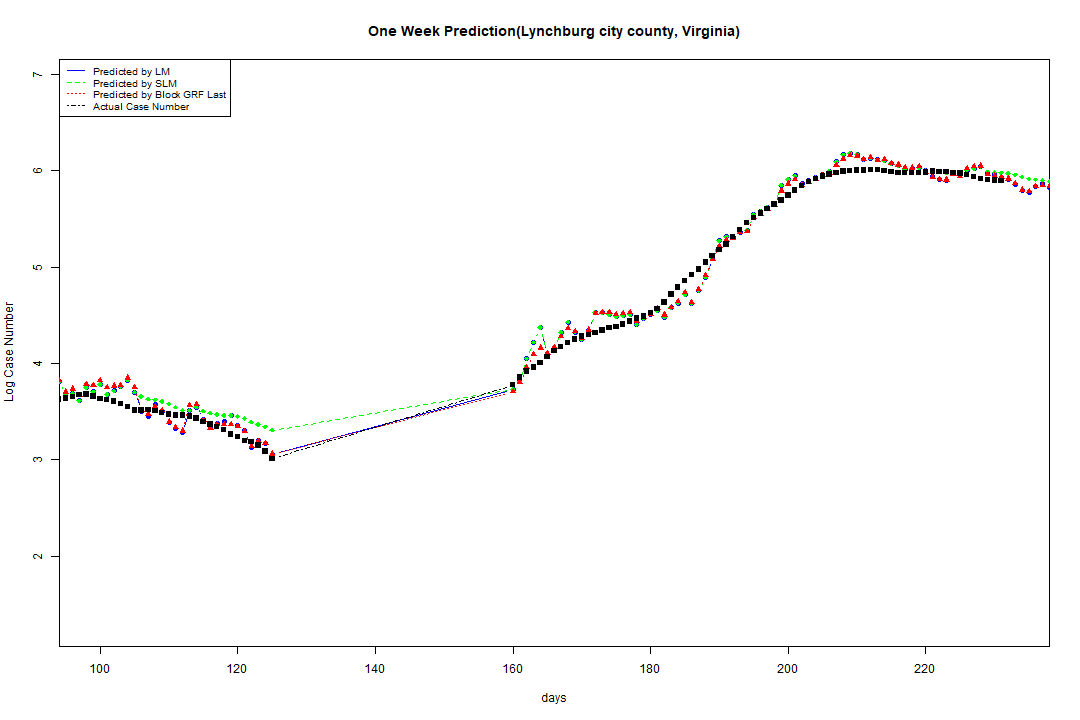 One Week Prediction(Lynchburg city county, Virginia)
Predicted by LM
Predicted by SLM
Predicted by Block GRF Last
Actual Case Number
7
6
5
4
3
2
Log Case Number
100 120 140 160 180 200 220
days